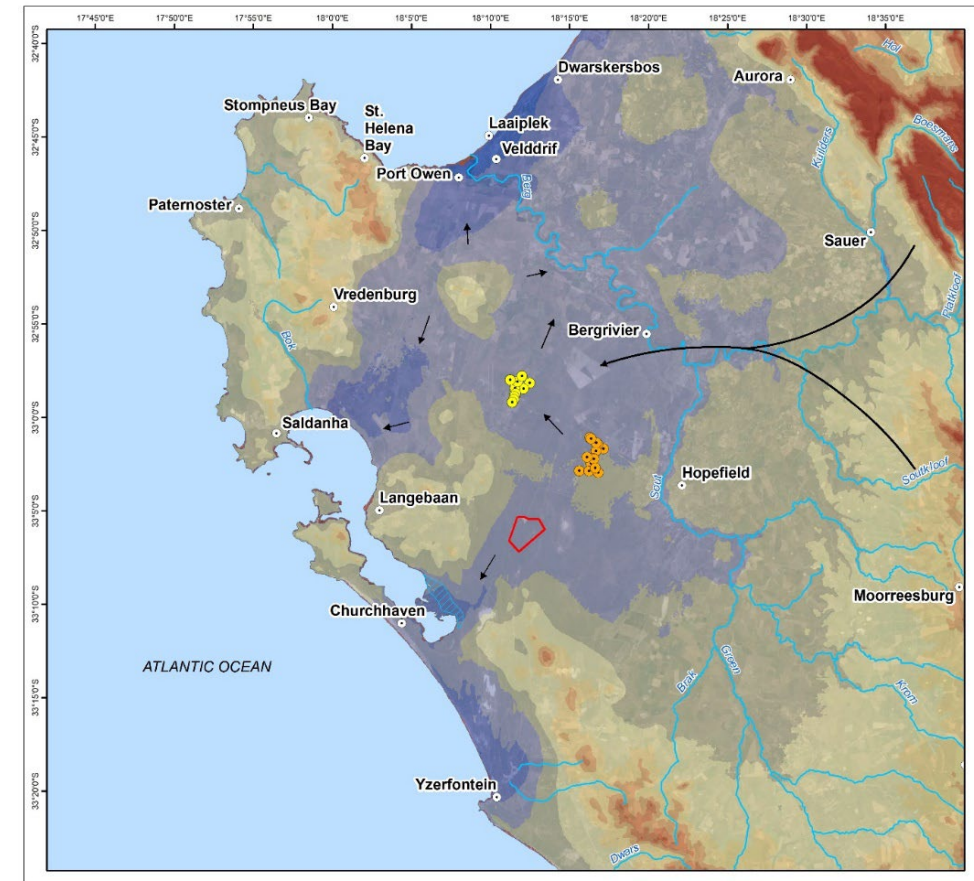 17°45'0"E 17°50'0"E 17°55'0"E 18°0'0"E 18°5'0"E 18°10'0"E 18°15'0"E 18°20'0"E 18°25'0"E 18°30'0"E 18°35'0"E
32°40'0"S
Hol
Dwarskersbos
Aurora
Stompneus Bay
St.
Helena
Bay
32°45'0"S
Laaiplek
Kuilders
Boesmans
Velddrif
Port Owen
Berg
Paternoster
32°50'0"S
Sauer
Platkloof
Vredenburg
32°55'0"S
Bergrivier
Bok
33°0'0"S
Saldanha
Soutkloof
Hopefield
Sout
33°5'0"S
Langebaan
33°10'0"S
Moorreesburg
Churchhaven
ATLANTIC OCEAN
Groen
Brak
Krom
33°15'0"S
33°20'0"S
Yzerfontein
Dwars